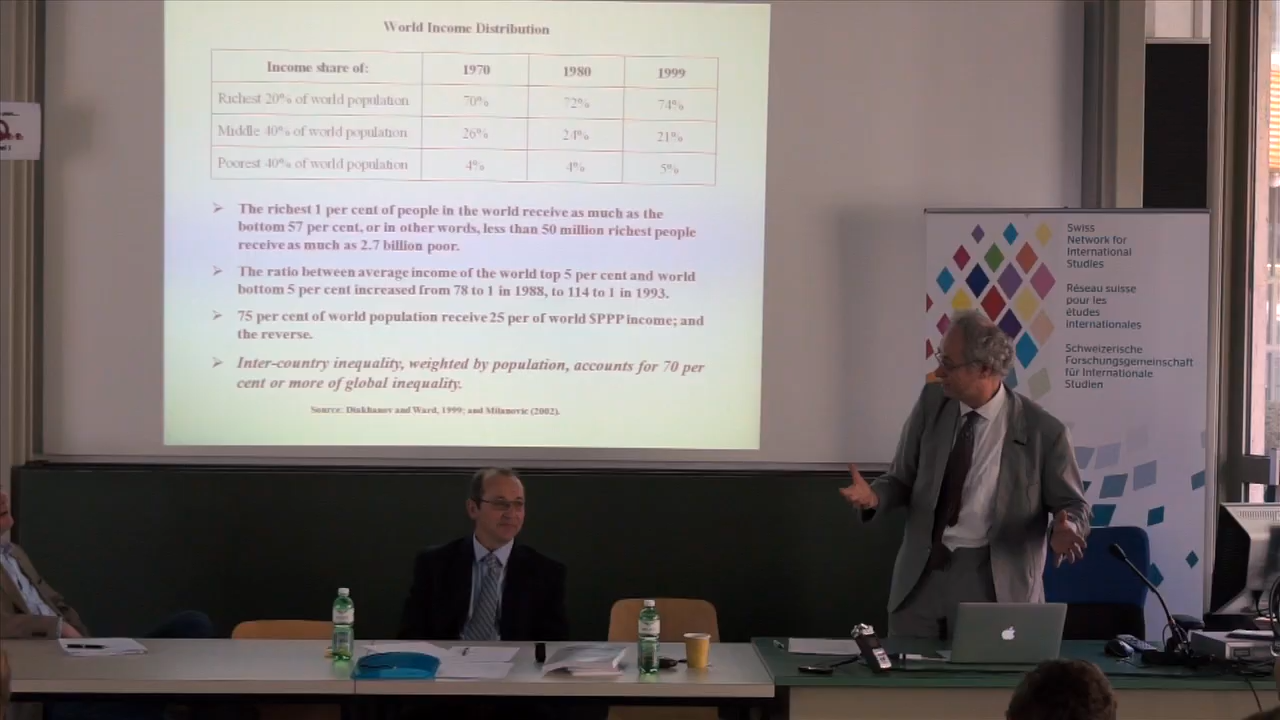 World Income Distribution
Income share of: 1970 1980 1999
Richest 20% of world population 70% 72% 74%
Middle 40% of world population 26% 24% 21%
Poorest 40% of world population 4% 4% 5%
The richest 1 per cent of people in the world receive as much as the
bottom 57 per cent, or in other words, less than 50 million richest people
receive as much as 2.7 billion poor.
The ratio between average income of the world top 5 per cent and world
bottom 5 per cent increased from 78 to 1 in 1988, to 114 to 1 in 1993.
75 per cent of world population receive 25 per of world $PPP income; and
the reverse.
Inter-country inequality, weighted by population, accounts for 70 per
cent or more of global inequality.
Source: Dikhanov and Ward, 1999; and Milanovic (2002).
Swiss
Network for
International
Studies
Réseau suisse
pour les
études
internationales
Schweizerische
Forschungsgemeinschaft
für Internationale
Studien